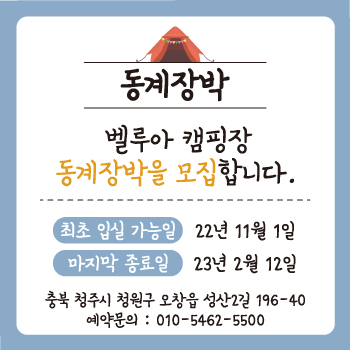 동계장박
벨루아 캠핑장
동계장박을 모집합니다.
최초 입실 가능일 22년 11월 1일
마지막 종료일 23년 2월 12일
충북 청주시 청원구 오창읍 성산2길 196-40
예약문의 : 010-5462-5500